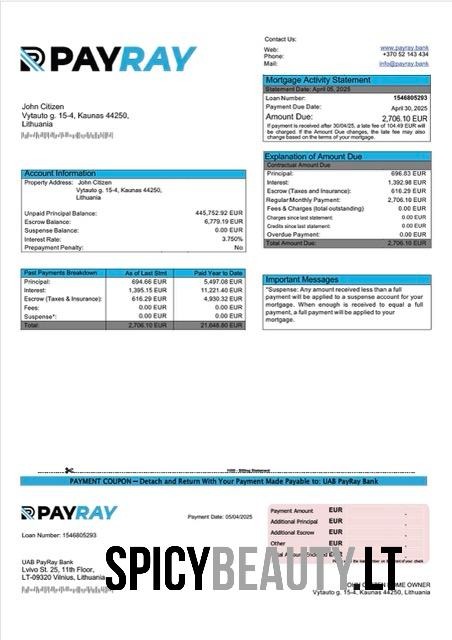 PAYRAY
Contact Us:
Web: www.payray.bank
Phone: +370 52 143 434
Mail: info@payray.bank
Mortgage Activity Statement
Statement Date: April 05, 2025
Loan Number: 1546805293
Payment Due Date: April 30, 2025
Amount Due: 2,706.10 EUR
If payment is received after 30/04/25, a late fee of 104.49 EUR will
be charged. If the Amount Due changes, the late fee may also
change based on the terms of your mortgage.
John Citizen
Vytauto g. 15-4, Kaunas 44250,
Lithuania
Explanation of Amount Due
Contractual Amount Due
Principal: 696.83 EUR
Interest: 1,392.98 EUR
Escrow (Taxes and Insurance): 616.29 EUR
Regular Monthly Payment: 2,706.10 EUR
Fees & Charges (total outstanding) 0.00 EUR
Charges since last statement: 0.00 EUR
Credits since last statement: 0.00 EUR
Overdue Payment: 0.00 EUR
Total Amount Due: 2,706.10 EUR
Account Information
Property Address: John Citizen
Vytauto g. 15-4, Kaunas 44250,
Lithuania
Unpaid Principal Balance: 445,752.92 EUR
Escrow Balance: 6,779.19 EUR
Suspense Balance: 0.00 EUR
Interest Rate: 3.750%
Prepayment Penalty: No
Past Payments Breakdown As of Last Stmt Paid Year to Date
Principal: 694.66 EUR 5,497.08 EUR
Interest: 1,395.15 EUR 11,221.40 EUR
Escrow (Taxes & Insurance): 616.29 EUR 4,930.32 EUR
Fees: 0.00 EUR 0.00 EUR
Suspense*: 0.00 EUR 0.00 EUR
Total: 2,706.10 EUR 21,648.80 EUR
Important Messages
*Suspense: Any amount received less than a full
payment will be applied to a suspense account for your
mortgage. When enough is received to equal a full
payment, a full payment will be applied to your
mortgage.
Billing Statement
PAYMENT COUPON — Detach and Return With Your Payment Made Payable to: UAB PayRay Bank
PAYRAY
Payment Date: 05/04/2025
Loan Number: 1546805293
Payment Amount EUR .
Additional Principal EUR .
Additional Escrow EUR .
Other EUR .
UAB PayRay Bank
Lvivo St. 25, 11th Floor,
LT-09320 Vilnius, Lithuania
SPICYBEAUTY.LT
HOME OWNER
Vytauto g. 15-4, Kaunas 44250, Lithuania